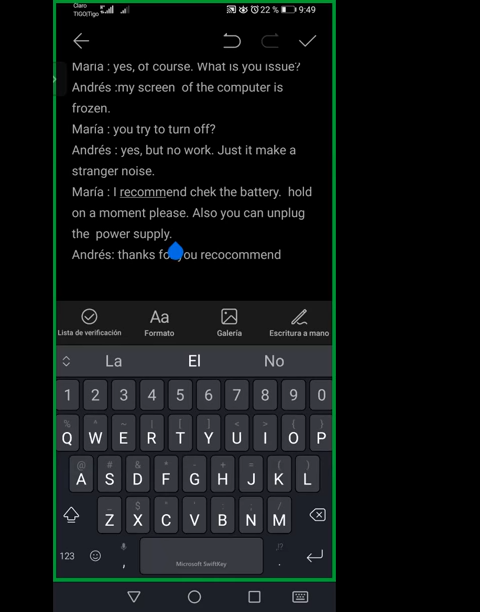 Claro
TIGO|Tigo
22 % 9:49
María : yes, of course. What is you issue?
Andrés :my screen  of the computer is
frozen.
María : you try to turn off?
Andrés : yes, but no work. Just it make a
stranger noise.
María : I recommend chek the battery.  hold
on a moment please. Also you can unplug
the  power supply.
Andrés: thanks for you recocommend
Lista de verificación
Aa
Formato
Galería
Escritura a mano
La El No
1 2 3 4 5 6 7 8 9 0
Q W E R T Y U I O P
@ # & * - + = ( )
A S D F G H J K L
_ $ " ' : ; /
Z X C V B N M
123 , Microsoft SwiftKey .